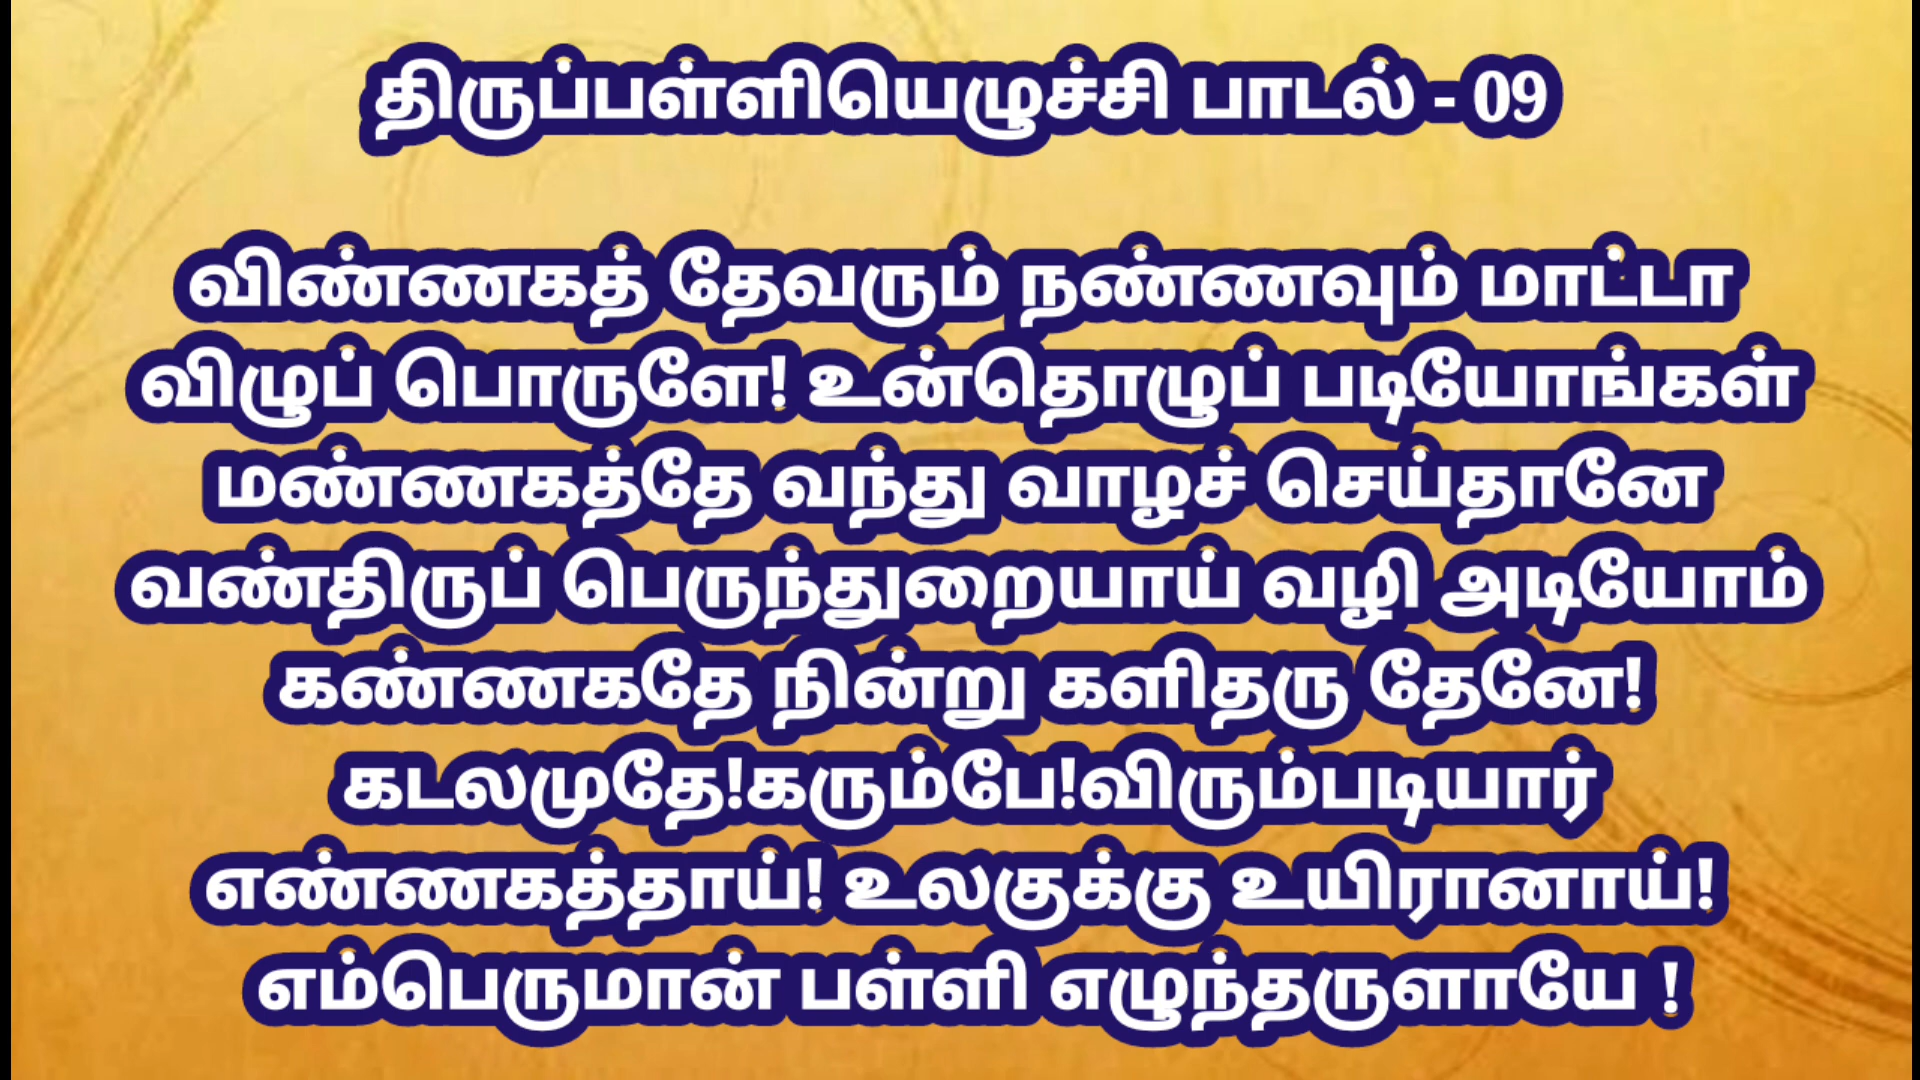 திருப்பள்ளியெழுச்சி பாடல் - 09
விண்ணகத் தேவரும் நண்ணவும் மாட்டா
விழுப் பொருளே! உன்தொழுப் படியோங்கள்
மண்ணகத்தே வந்து வாழச் செய்தானே
வண்திருப் பெருந்துறையாய் வழி அடியோம்
கண்ணகதே நின்று களிதரு தேனே!
கடலமுதே!கரும்பே!விரும்படியார்
எண்ணகத்தாய்! உலகுக்கு உயிரானாய்!
எம்பெருமான் பள்ளி எழுந்தருளாயே !